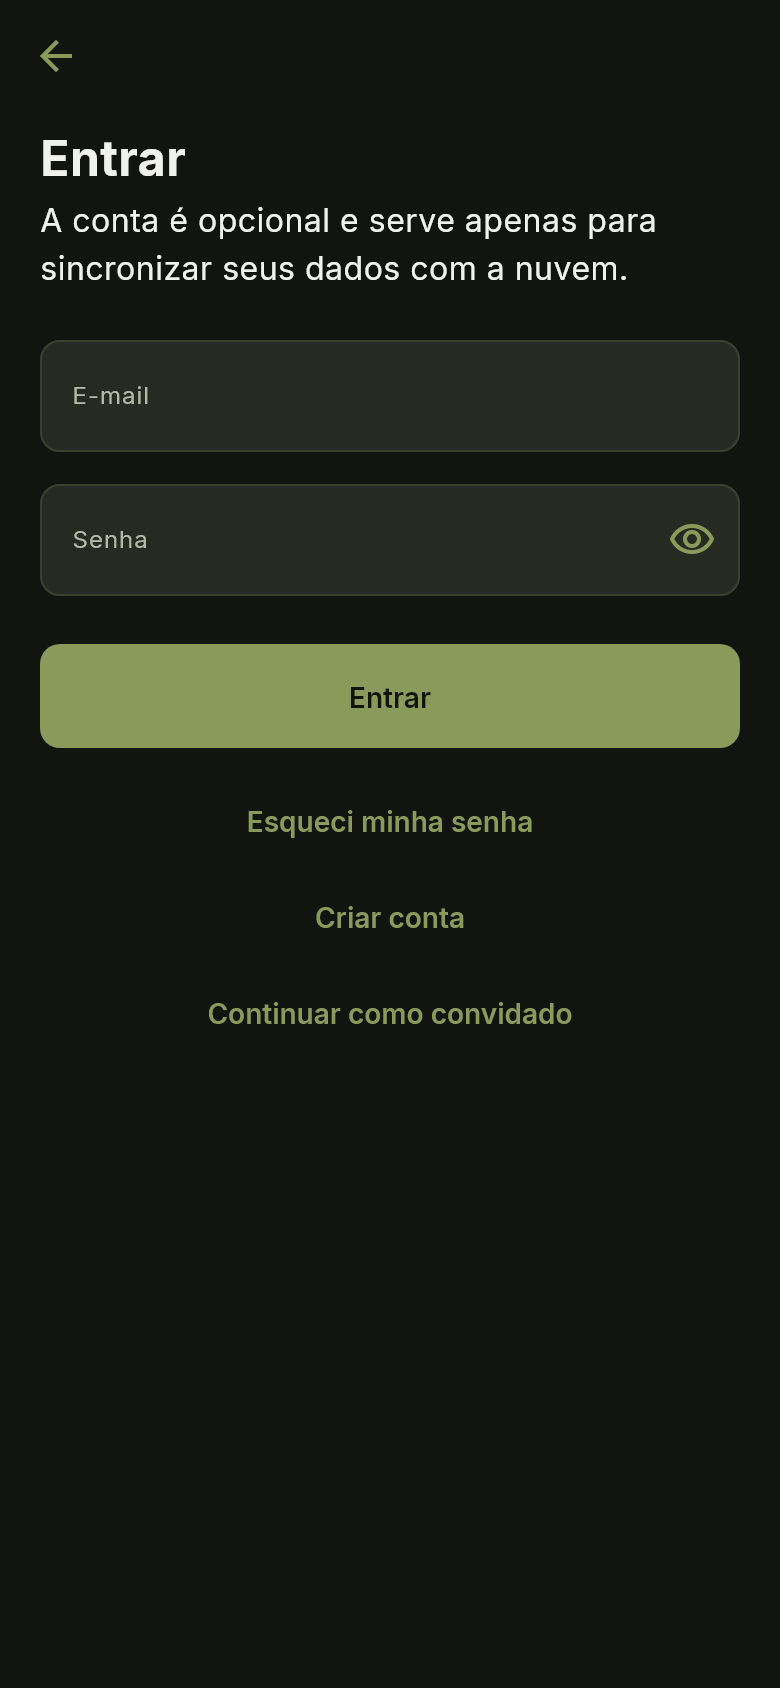 Entrar
A conta é opcional e serve apenas para
sincronizar seus dados com a nuvem.
E-mail
Senha
Entrar
Esqueci minha senha
Criar conta
Continuar como convidado